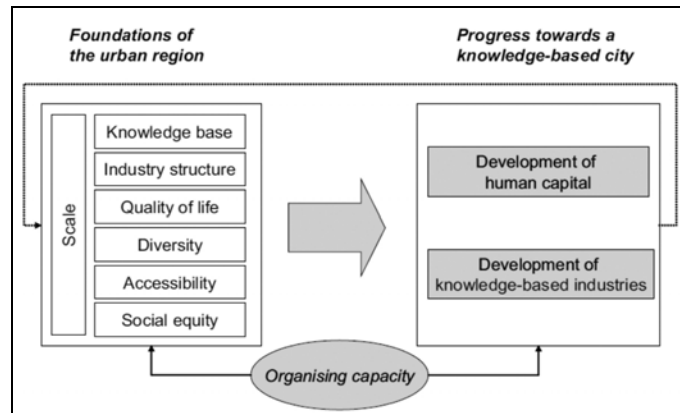 Foundations of
the urban region
Progress towards a
knowledge-based city
Scale
Knowledge base
Industry structure
Quality of life
Diversity
Accessibility
Social equity
Development of
human capital
Development of
knowledge-based industries
Organising capacity